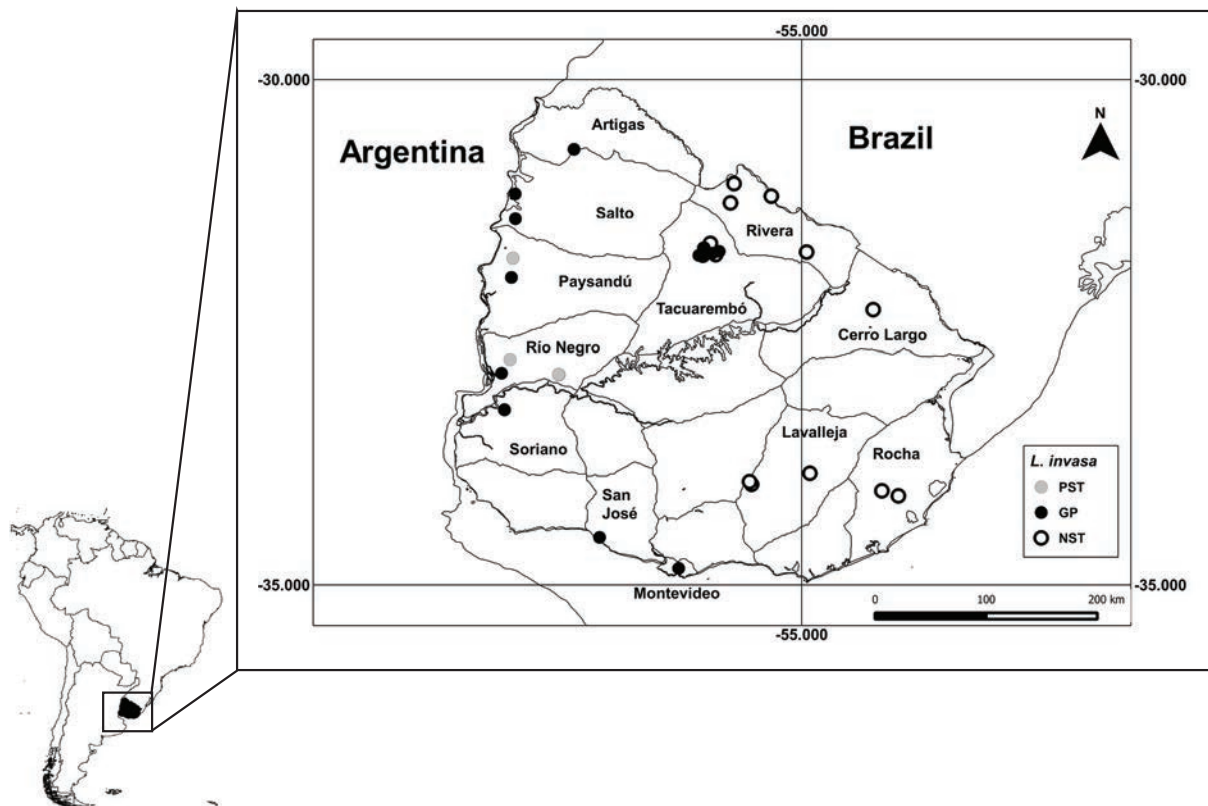 -55.000
-30.000
-30.000
N
Artigas
Argentina
Brazil
Salto
Rivera
Paysandú
Tacuarembó
Cerro Largo
Río Negro
Lavalleja
Soriano
Rocha
L. invasa
PST
GP
NST
San
José
-35.000
-35.000
Montevideo
0
100
200 km
-55.000